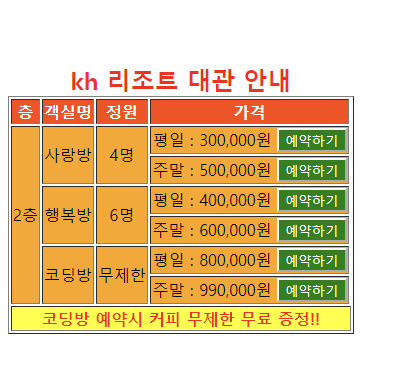 kh 리조트 대관 안내
층 객실명 정원 가격
2층 사랑방 4명 평일 : 300,000원 예약하기
주말 : 500,000원 예약하기
행복방 6명 평일 : 400,000원 예약하기
주말 : 600,000원 예약하기
코딩방 무제한 평일 : 800,000원 예약하기
주말 : 990,000원 예약하기
코딩방 예약시 커피 무제한 무료 증정!!